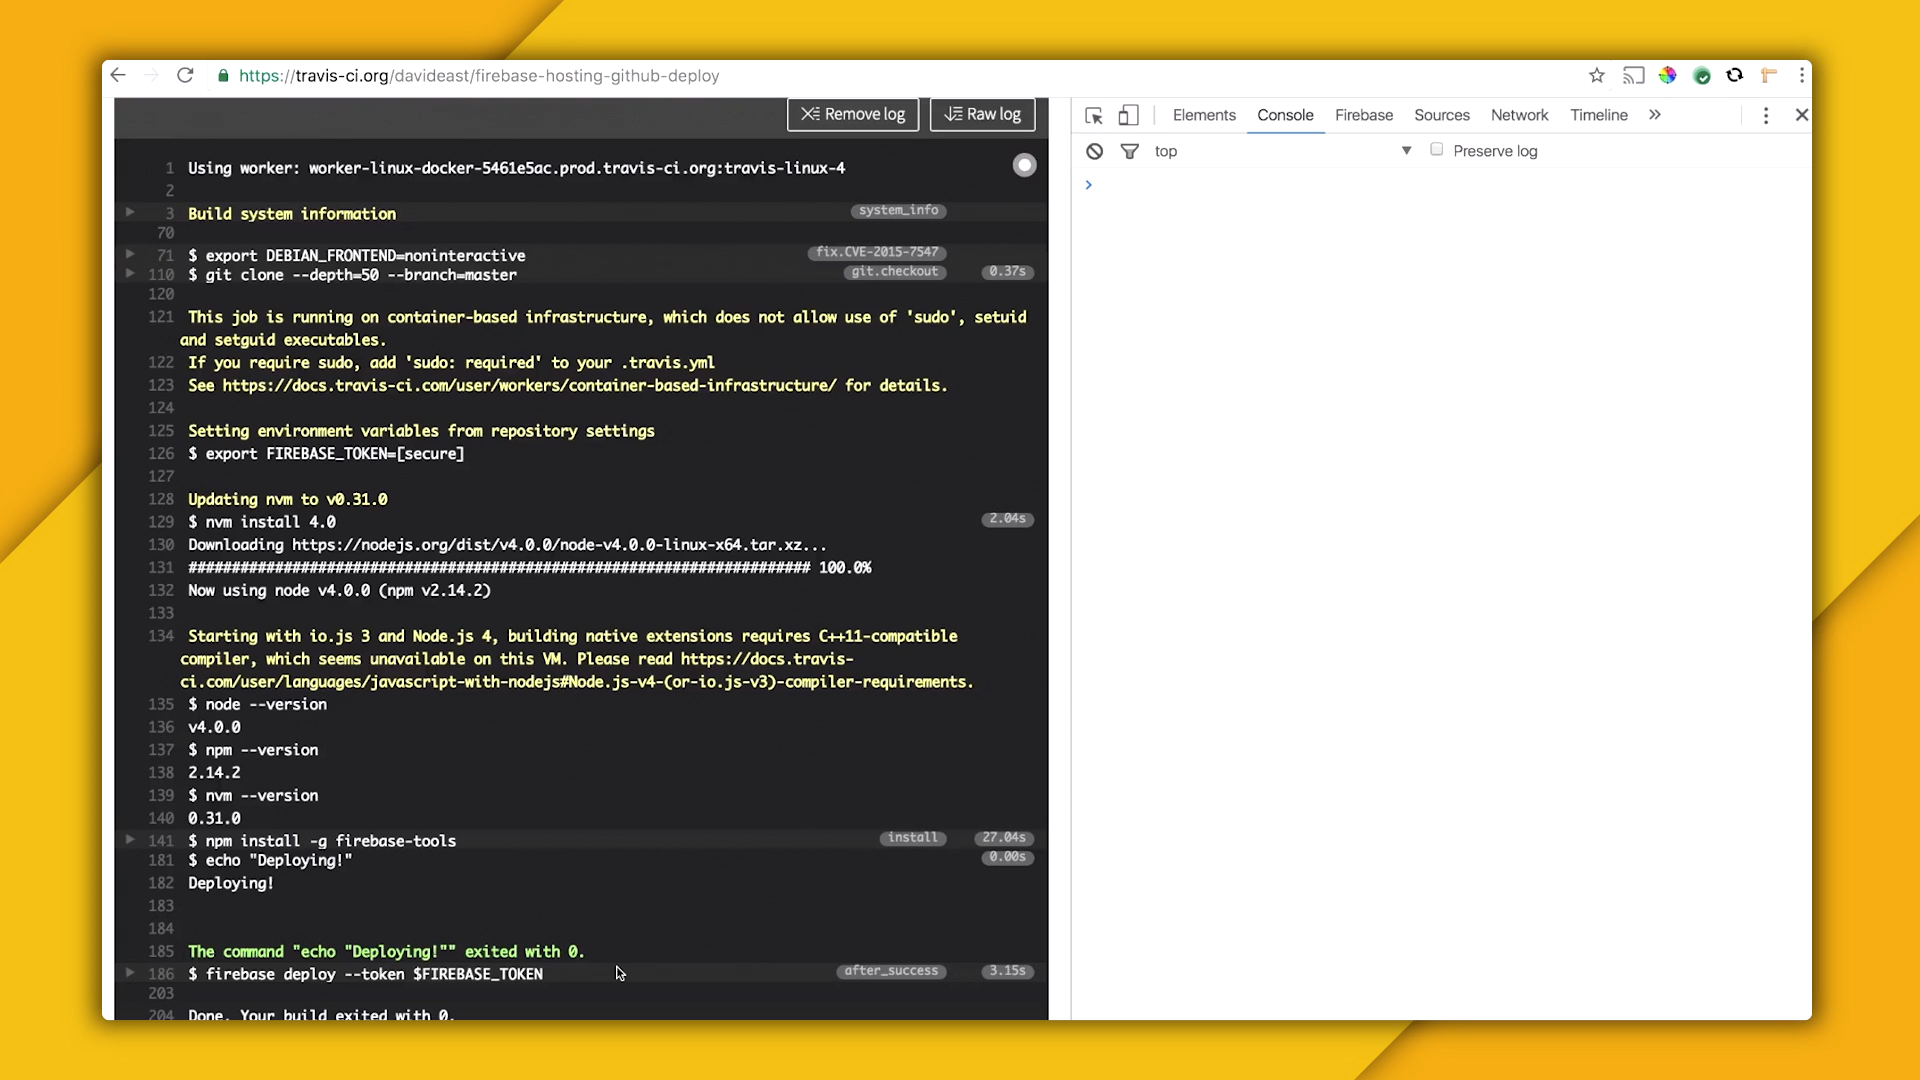 https://travis-ci.org/davideast/firebase-hosting-github-deploy
Remove log
Raw log
Elements
Console
Firebase
Sources
Network
Timeline
»
top
Preserve log
>
1 Using worker: worker-linux-docker-5461e5ac.prod.travis-ci.org:travis-linux-4
2
3 Build system information system_info
70
71 $ export DEBIAN_FRONTEND=noninteractive fix.CVE-2015-7547
110 $ git clone --depth=50 --branch=master git.checkout 0.37s
120
121 This job is running on container-based infrastructure, which does not allow use of 'sudo', setuid
and setguid executables.
122 If you require sudo, add 'sudo: required' to your .travis.yml
123 See https://docs.travis-ci.com/user/workers/container-based-infrastructure/ for details.
124
125 Setting environment variables from repository settings
126 $ export FIREBASE_TOKEN=[secure]
127
128 Updating nvm to v0.31.0
129 $ nvm install 4.0 2.04s
130 Downloading https://nodejs.org/dist/v4.0.0/node-v4.0.0-linux-x64.tar.xz...
131 ######################################################################## 100.0%
132 Now using node v4.0.0 (npm v2.14.2)
133
134 Starting with io.js 3 and Node.js 4, building native extensions requires C++11-compatible
compiler, which seems unavailable on this VM. Please read https://docs.travis-
ci.com/user/languages/javascript-with-nodejs#Node.js-v4-(or-io.js-v3)-compiler-requirements.
135 $ node --version
136 v4.0.0
137 $ npm --version
138 2.14.2
139 $ nvm --version
140 0.31.0
141 $ npm install -g firebase-tools install 27.04s
181 $ echo "Deploying!" 0.00s
182 Deploying!
183
184
185 The command "echo "Deploying!"" exited with 0.
186 $ firebase deploy --token $FIREBASE_TOKEN after_success 3.15s
203
204 Done. Your build exited with 0.